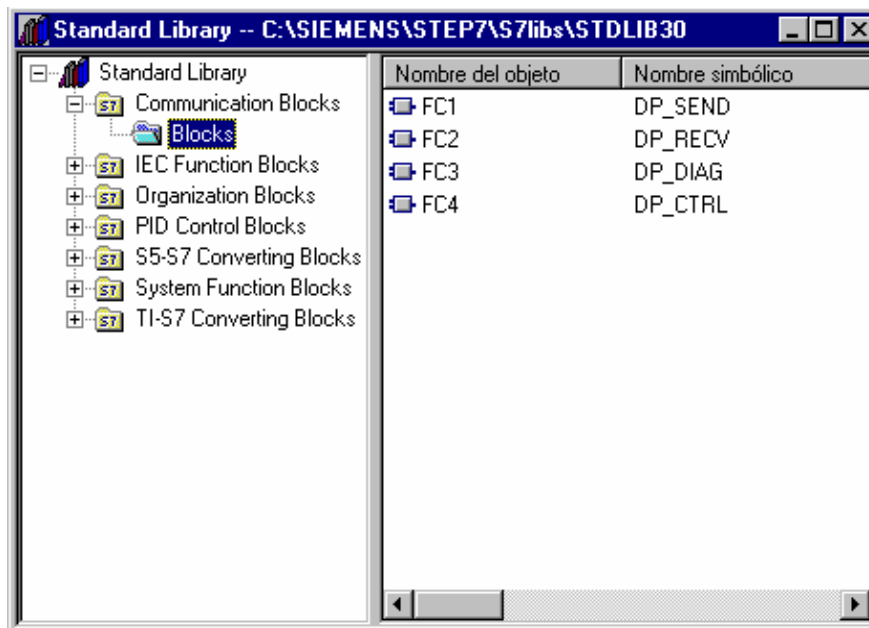 Standard Library -- C:\SIEMENS\STEP7\S7libs\STDLIB30
Standard Library
Communication Blocks
Blocks
IEC Function Blocks
Organization Blocks
PID Control Blocks
S5-S7 Converting Blocks
System Function Blocks
TI-S7 Converting Blocks
Nombre del objeto Nombre simbólico
FC1 DP_SEND
FC2 DP_RECV
FC3 DP_DIAG
FC4 DP_CTRL